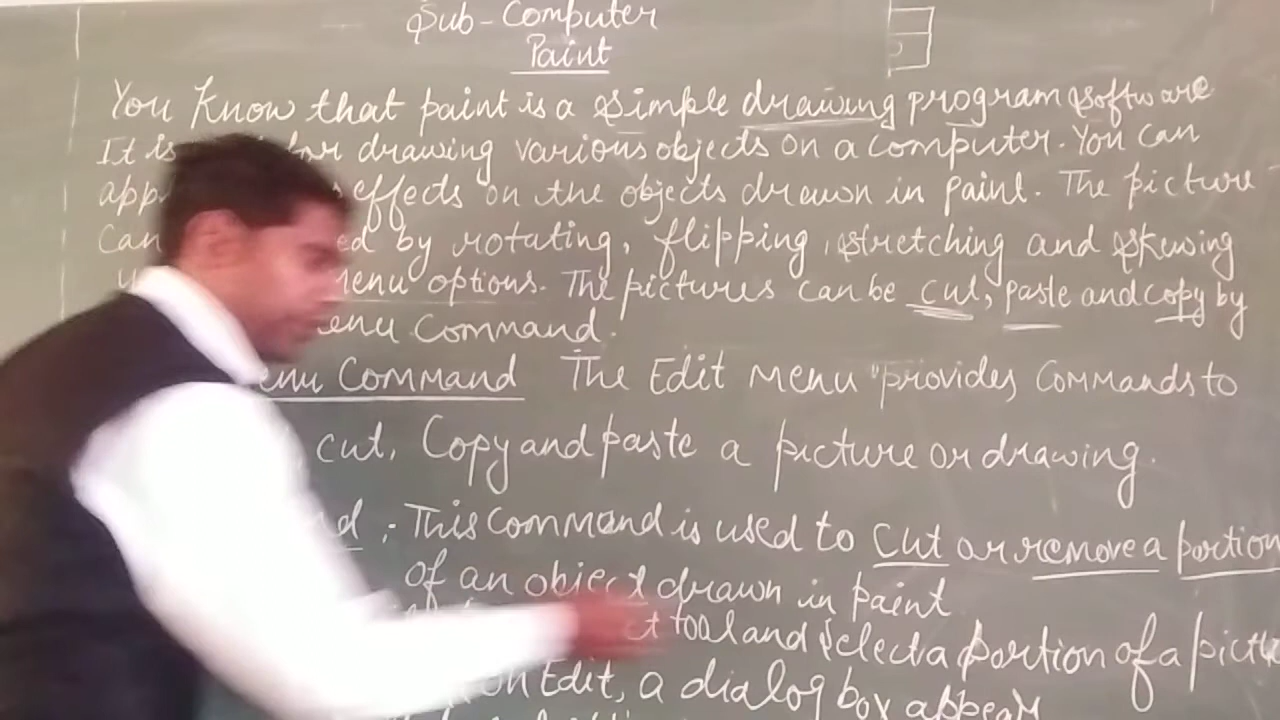 Sub-Computer
Paint
You know that paint is a simple drawing program software
It is for drawing various objects on a computer. You can
app effects on the objects drawn in paint. The picture
can ed by rotating, flipping, stretching and skewing
menu options. The pictures can be cut, paste and copy by
enu command.
enu Command The Edit menu provides commands to
cut, Copy and paste a picture or drawing.
d :- This command is used to cut or remove a portion
of an object drawn in paint
ct tool and select a portion of a pictu
on Edit, a dialog box appears